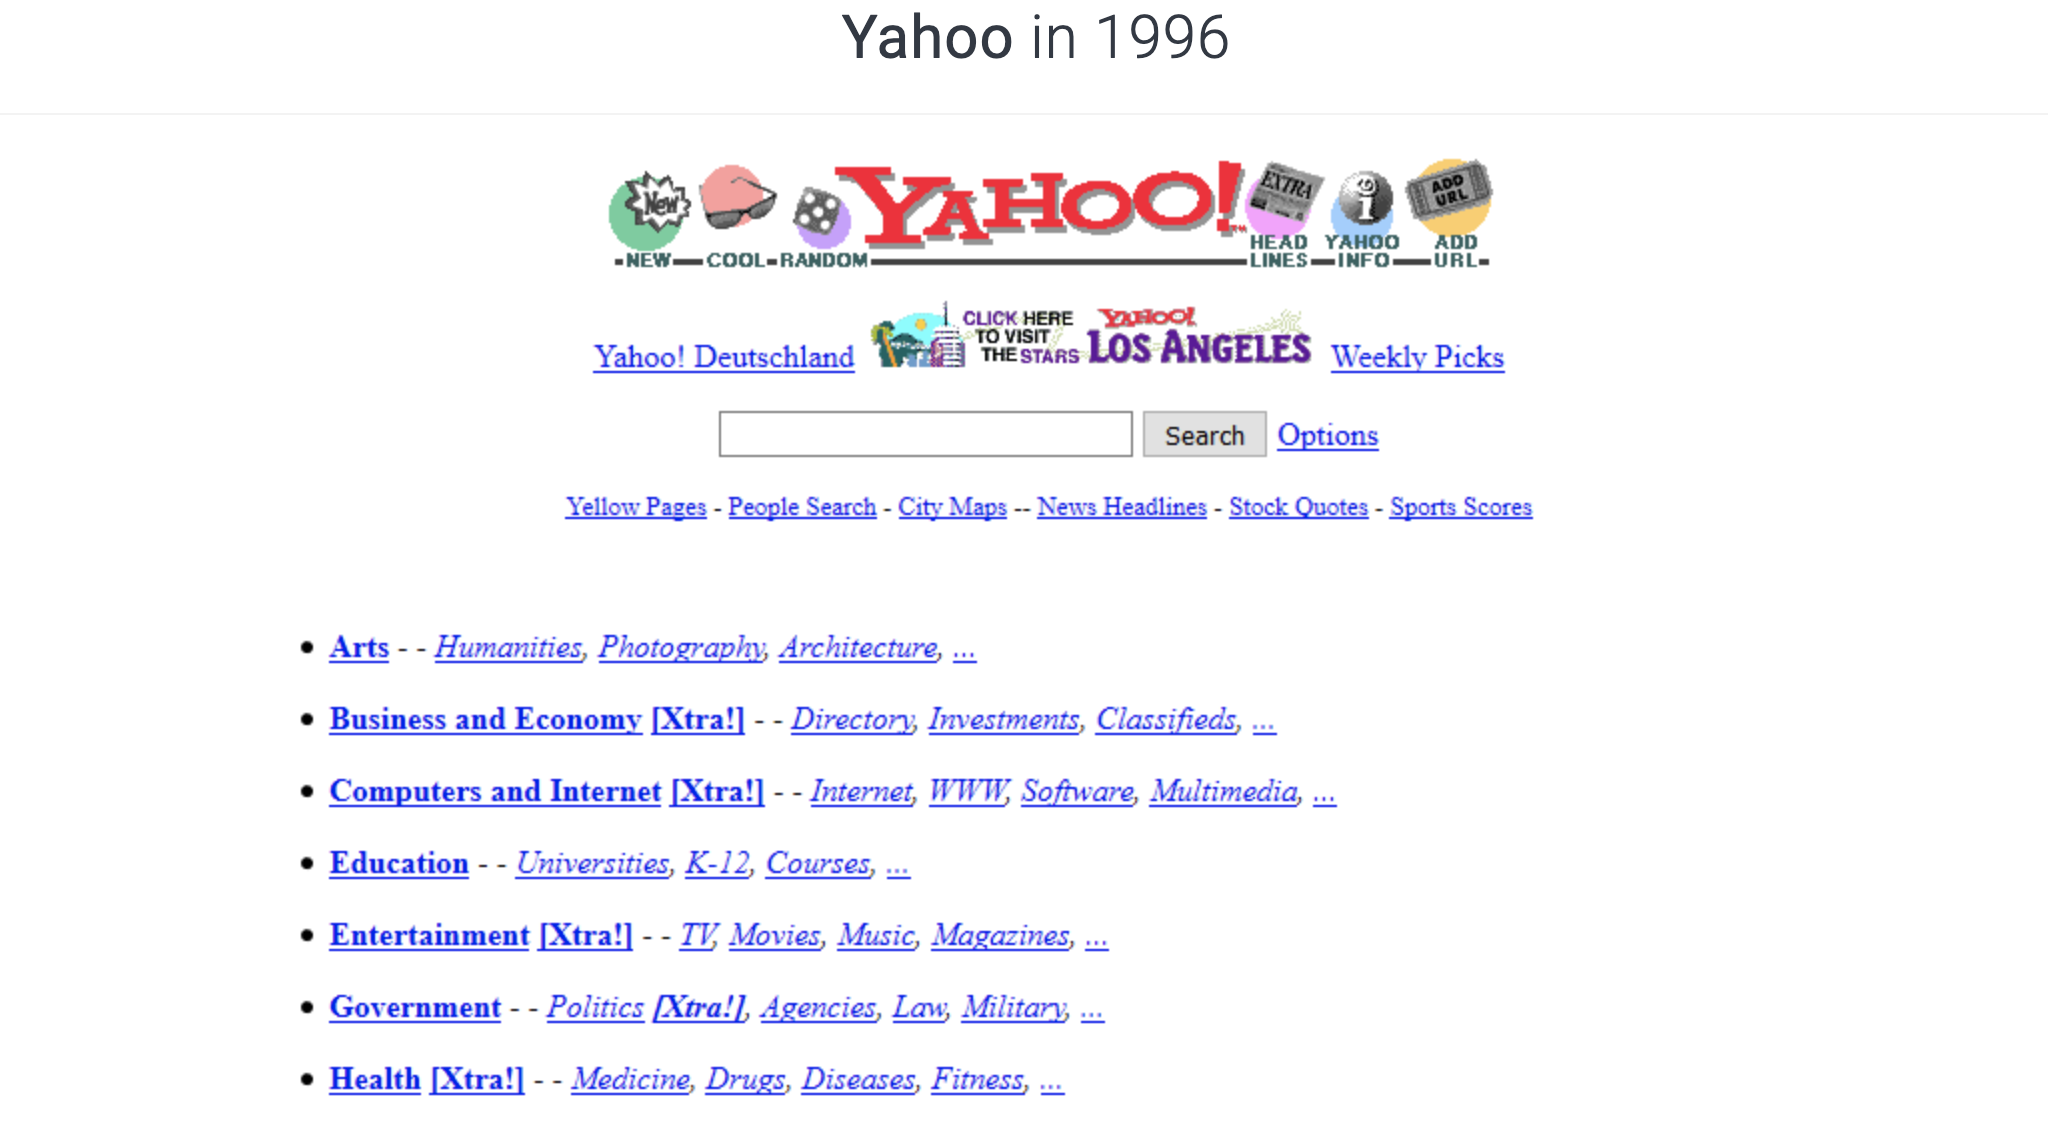 Yahoo in 1996
New EXTRA i ADD URL
YAHOO!
NEW COOL RANDOM HEAD LINES YAHOO INFO ADD URL
Yahoo! Deutschland CLICK HERE TO VISIT THE STARS YAHOO! LOS ANGELES Weekly Picks
Search Options
Yellow Pages - People Search - City Maps -- News Headlines - Stock Quotes - Sports Scores
• Arts - - Humanities, Photography, Architecture, ...
• Business and Economy [Xtra!] - - Directory, Investments, Classifieds, ...
• Computers and Internet [Xtra!] - - Internet, WWW, Software, Multimedia, ...
• Education - - Universities, K-12, Courses, ...
• Entertainment [Xtra!] - - TV, Movies, Music, Magazines, ...
• Government - - Politics [Xtra!], Agencies, Law, Military, ...
• Health [Xtra!] - - Medicine, Drugs, Diseases, Fitness, ...